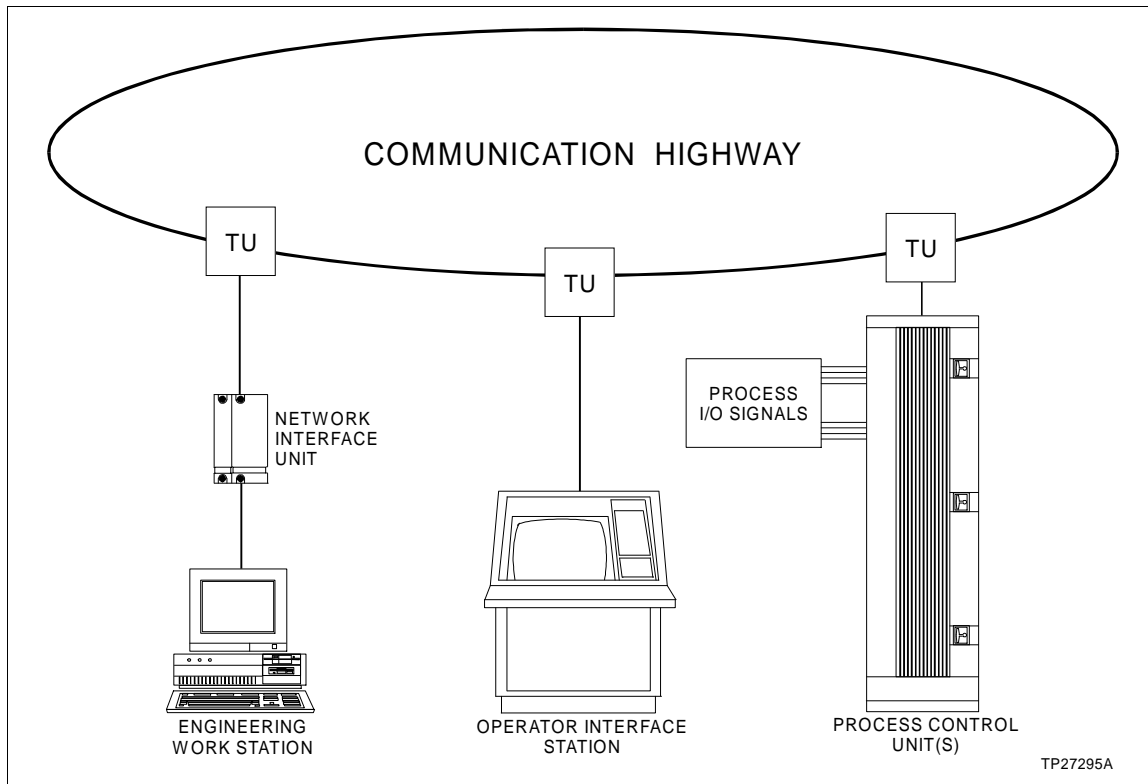 COMMUNICATION HIGHWAY
TU
TU
TU
NETWORK
INTERFACE
UNIT
PROCESS
I/O SIGNALS
ENGINEERING
WORK STATION
OPERATOR INTERFACE
STATION
PROCESS CONTROL
UNIT(S)
TP27295A